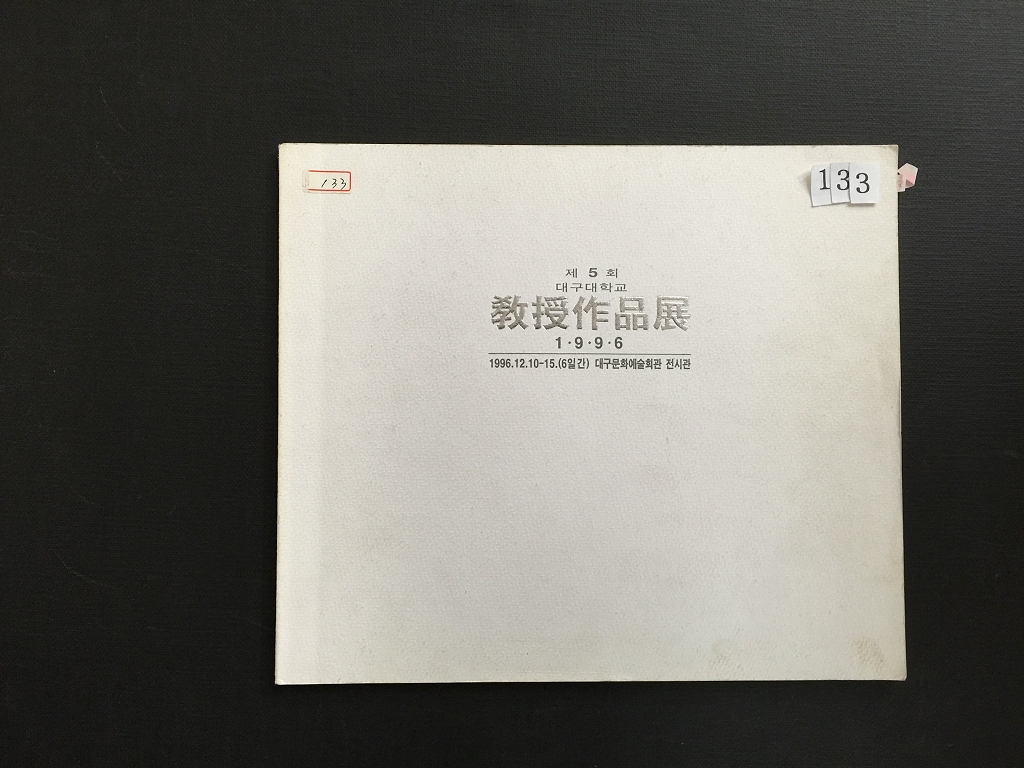 133
133
제 5 회
대구대학교
敎授作品展
1·9·9·6
1996.12.10-15.(6일간) 대구문화예술회관 전시관